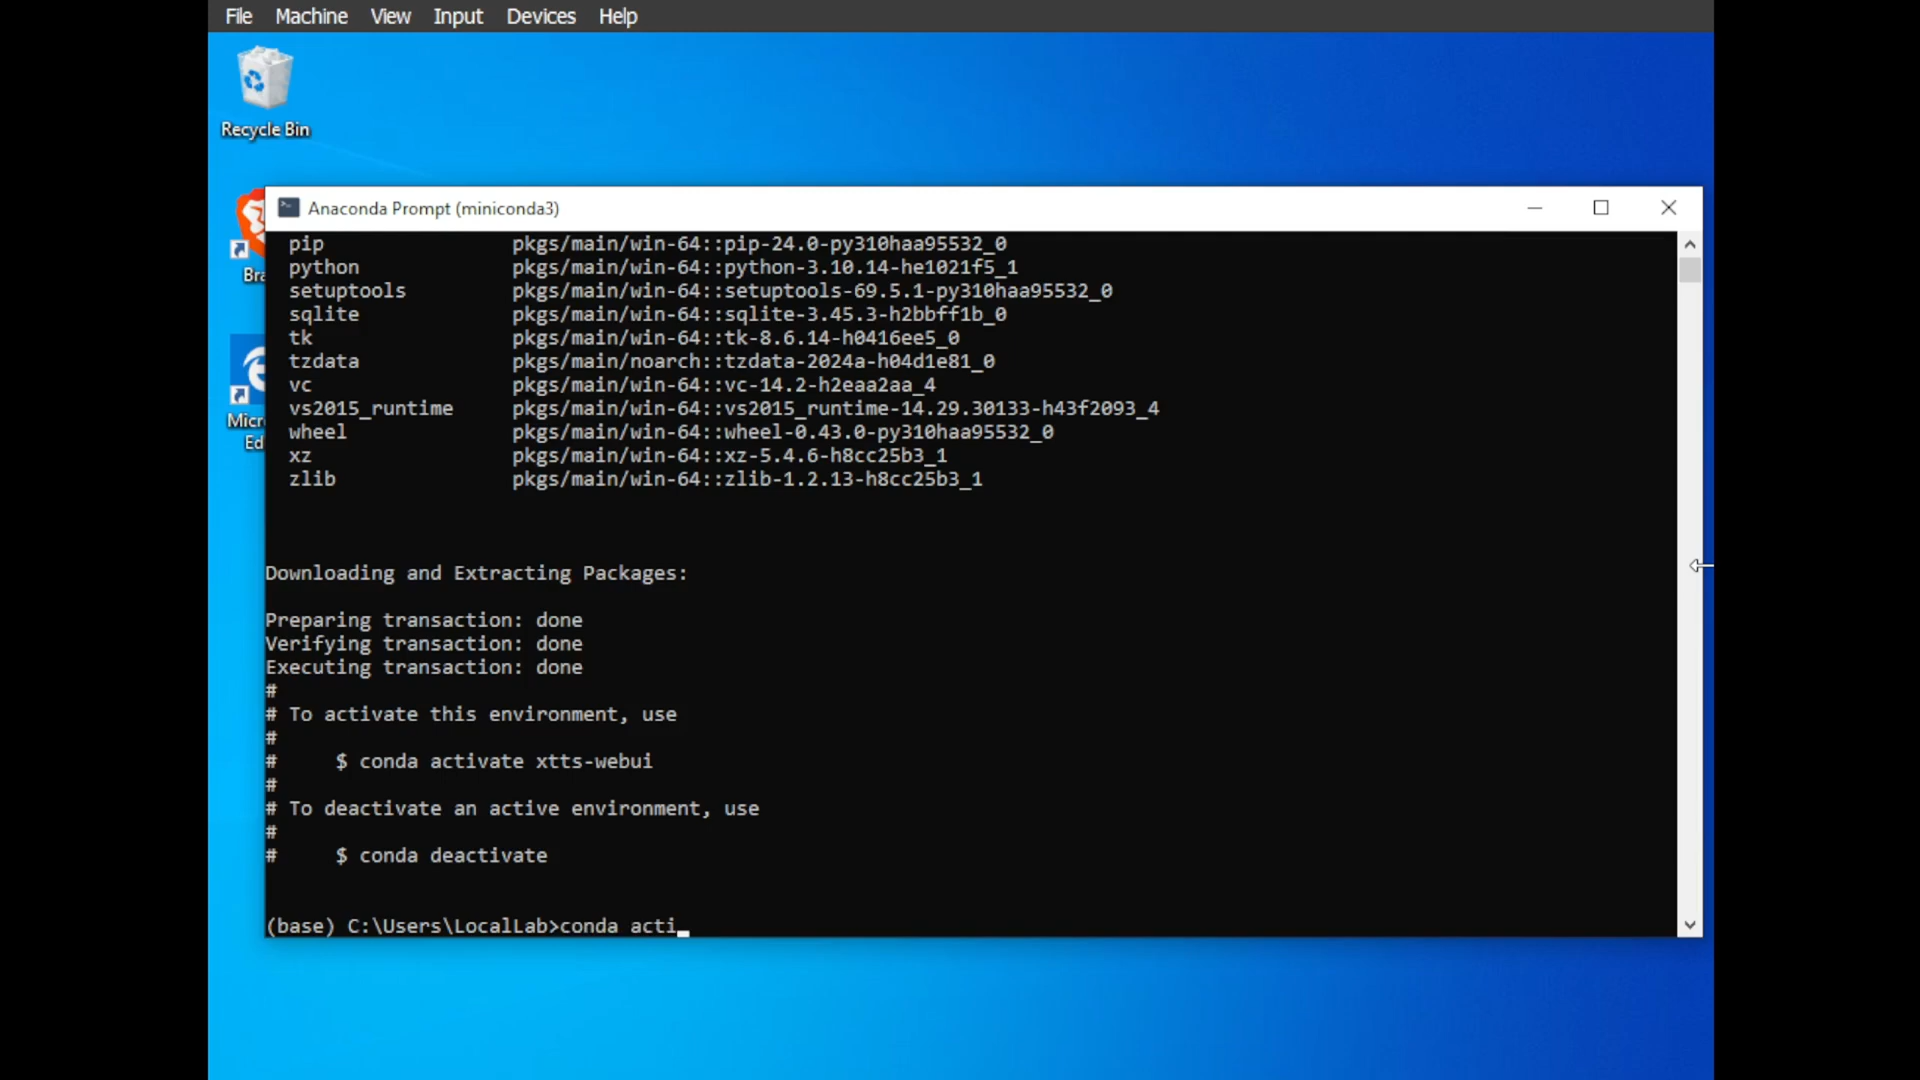 File Machine View Input Devices Help
Recycle Bin
Bra
Micr
Ed
Anaconda Prompt (miniconda3)
pip pkgs/main/win-64::pip-24.0-py310haa95532_0
python pkgs/main/win-64::python-3.10.14-he1021f5_1
setuptools pkgs/main/win-64::setuptools-69.5.1-py310haa95532_0
sqlite pkgs/main/win-64::sqlite-3.45.3-h2bbff1b_0
tk pkgs/main/win-64::tk-8.6.14-h0416ee5_0
tzdata pkgs/main/noarch::tzdata-2024a-h04d1e81_0
vc pkgs/main/win-64::vc-14.2-h2eaa2aa_4
vs2015_runtime pkgs/main/win-64::vs2015_runtime-14.29.30133-h43f2093_4
wheel pkgs/main/win-64::wheel-0.43.0-py310haa95532_0
xz pkgs/main/win-64::xz-5.4.6-h8cc25b3_1
zlib pkgs/main/win-64::zlib-1.2.13-h8cc25b3_1
Downloading and Extracting Packages:
Preparing transaction: done
Verifying transaction: done
Executing transaction: done
#
# To activate this environment, use
#
# $ conda activate xtts-webui
#
# To deactivate an active environment, use
#
# $ conda deactivate
(base) C:\Users\LocalLab>conda acti_